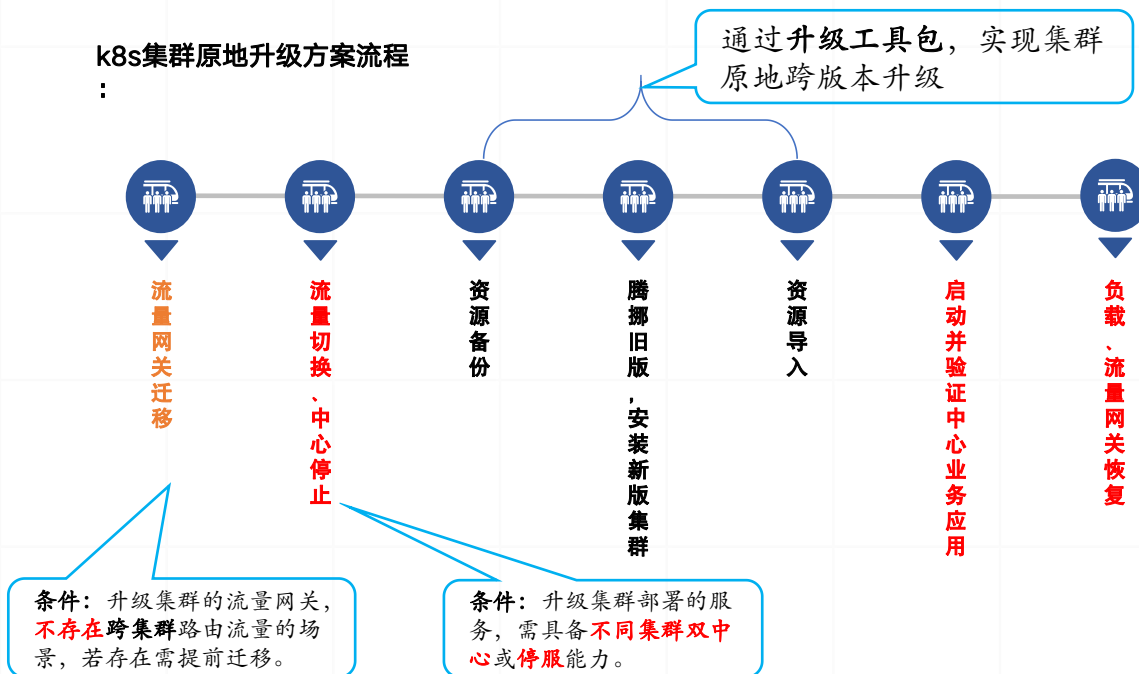 k8s集群原地升级方案流程
：
通过升级工具包，实现集群
原地跨版本升级
流量网关迁移
流量切换、中心停止
资源备份
腾挪旧版，安装新版集群
资源导入
启动并验证中心业务应用
负载、流量网关恢复
条件：升级集群的流量网关，
不存在跨集群路由流量的场
景，若存在需提前迁移。
条件：升级集群部署的服
务，需具备不同集群双中
心或停服能力。